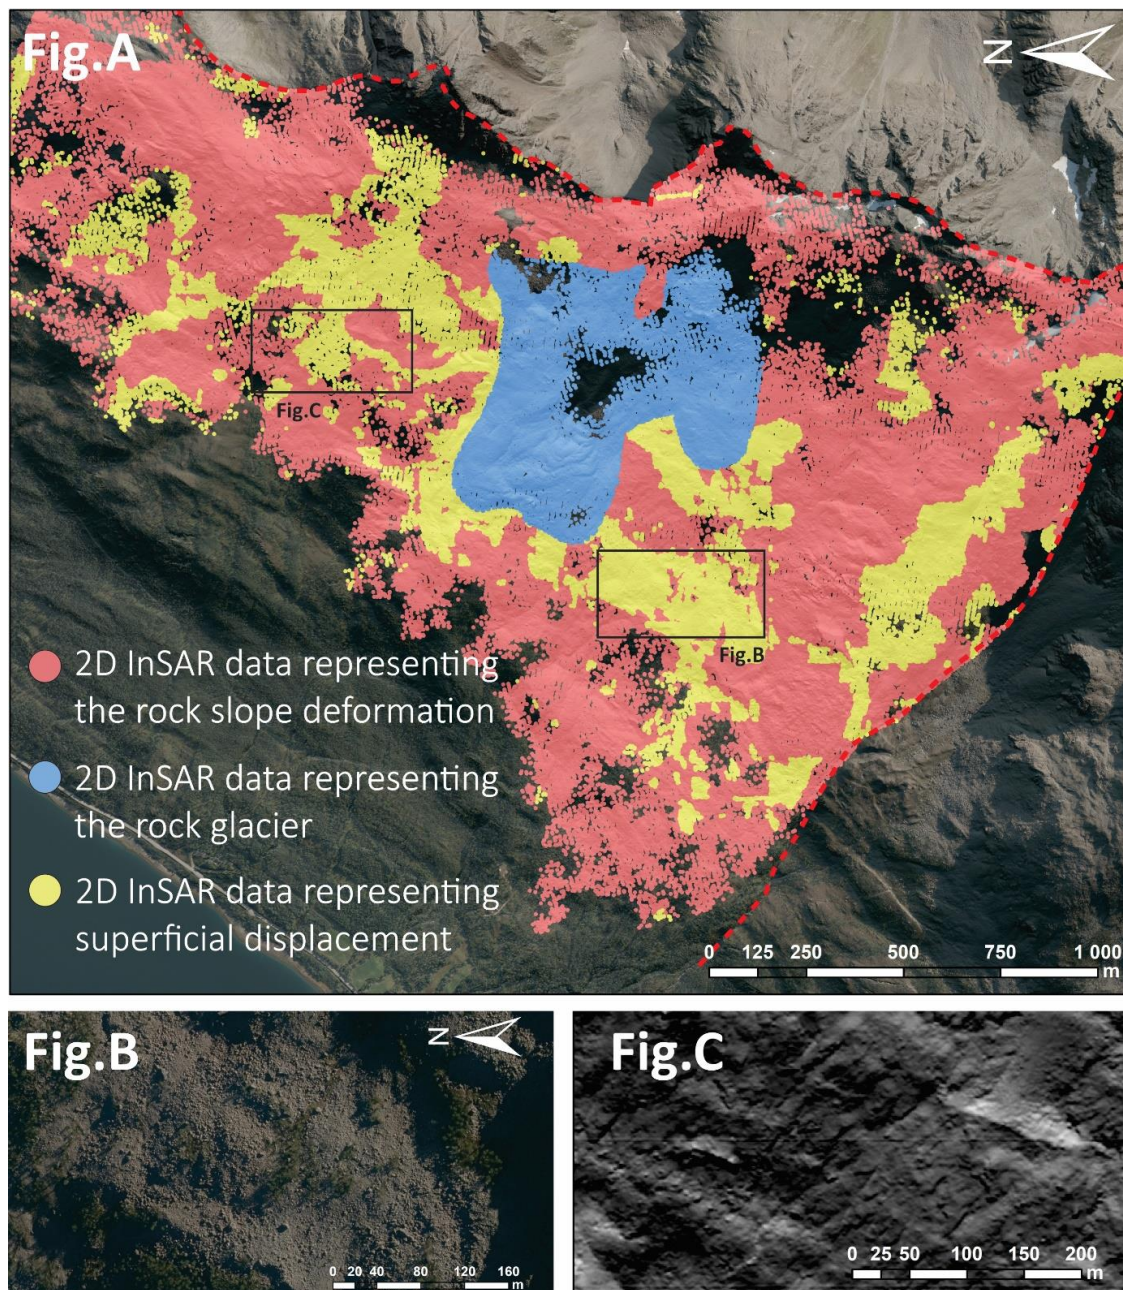 Fig.A
N
Fig.C
Fig.B
2D InSAR data representing
the rock slope deformation
2D InSAR data representing
the rock glacier
2D InSAR data representing
superficial displacement
0 125 250 500 750 1 000
m
Fig.B
N
0 20 40 80 120 160
m
Fig.C
0 25 50 100 150 200
m